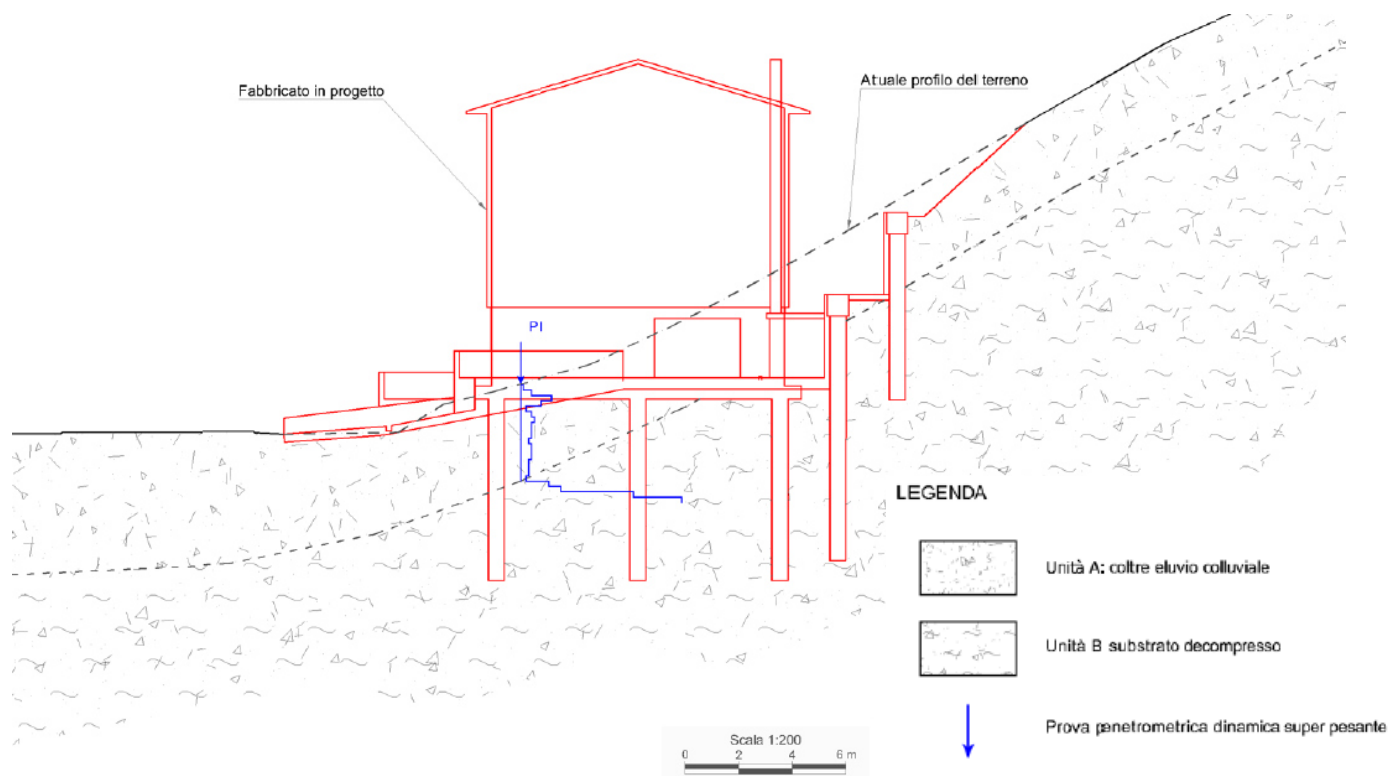 Fabbricato in progetto
Atuale profilo del terreno
PI
LEGENDA
Unità A: coltre eluvio colluviale
Unità B substrato decompresso
Prova penetrometrica dinamica super pesante
Scala 1:200
0 2 4 6 m